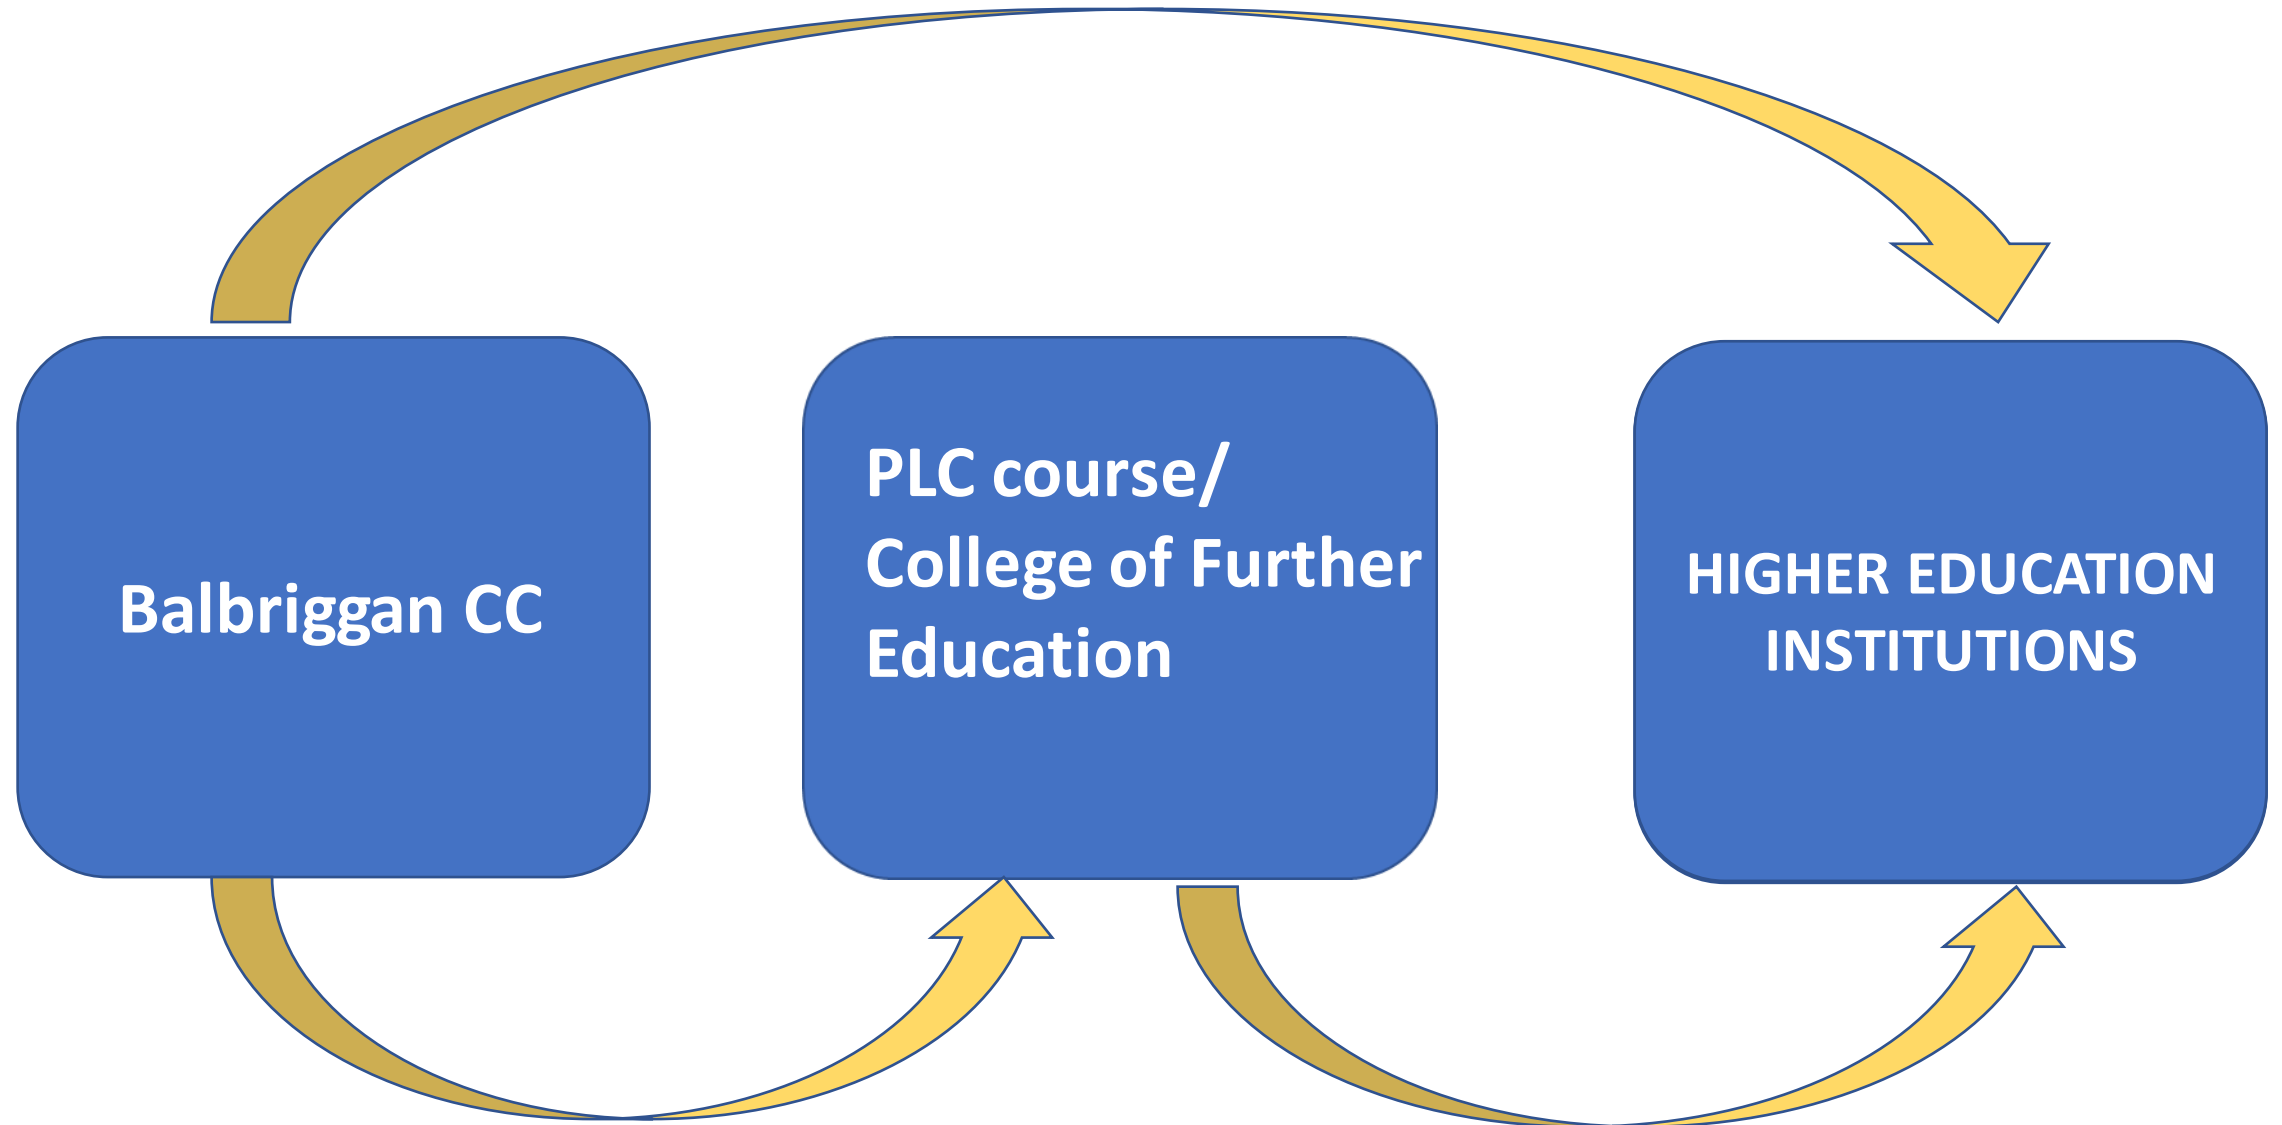 Balbriggan CC
PLC course/
College of Further
Education
HIGHER EDUCATION
INSTITUTIONS